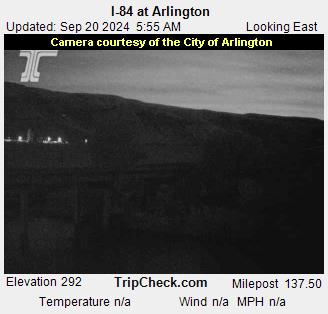 I-84 at Arlington
Updated: Sep 20 2024 5:55 AM Looking East
Camera courtesy of the City of Arlington
Elevation 292 TripCheck.com Milepost 137.50
Temperature n/a Wind n/a MPH n/a